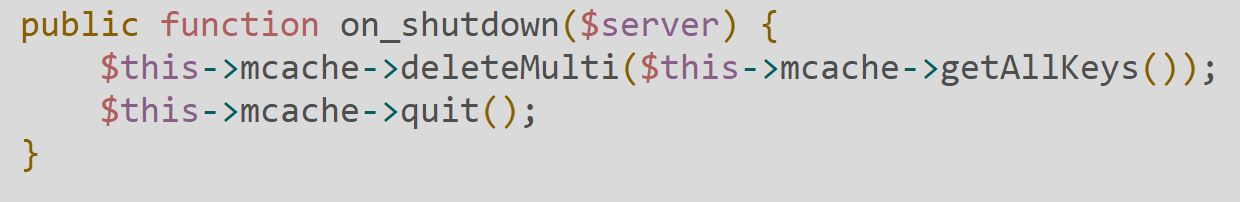 public function on_shutdown($server) {
    $this->mcache->deleteMulti($this->mcache->getAllKeys());
    $this->mcache->quit();
}